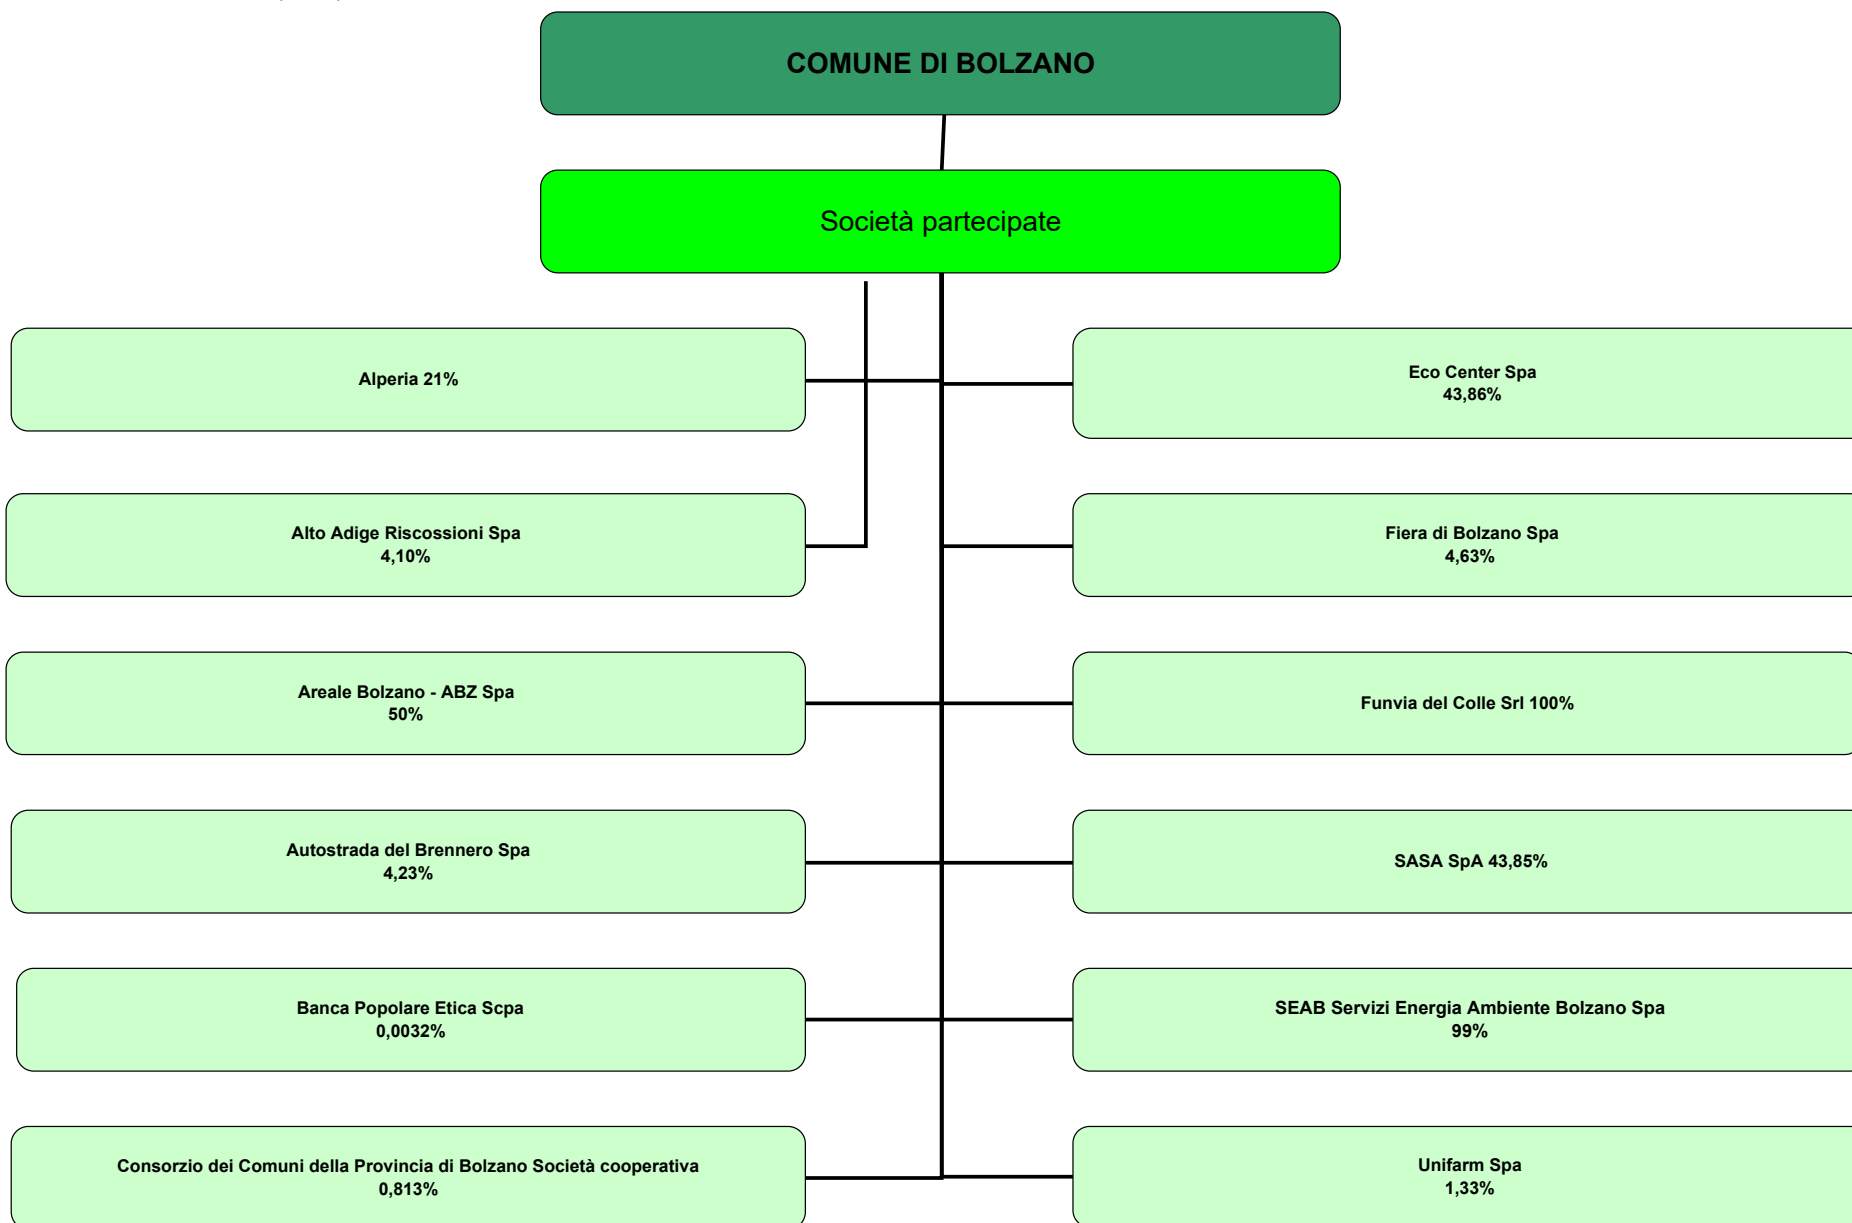 COMUNE DI BOLZANO
Società partecipate
Alperia 21%
Eco Center Spa
43,86%
Alto Adige Riscossioni Spa
4,10%
Fiera di Bolzano Spa
4,63%
Areale Bolzano - ABZ Spa
50%
Funvia del Colle Srl 100%
Autostrada del Brennero Spa
4,23%
SASA SpA 43,85%
Banca Popolare Etica Scpa
0,0032%
SEAB Servizi Energia Ambiente Bolzano Spa
99%
Consorzio dei Comuni della Provincia di Bolzano Società cooperativa
0,813%
Unifarm Spa
1,33%